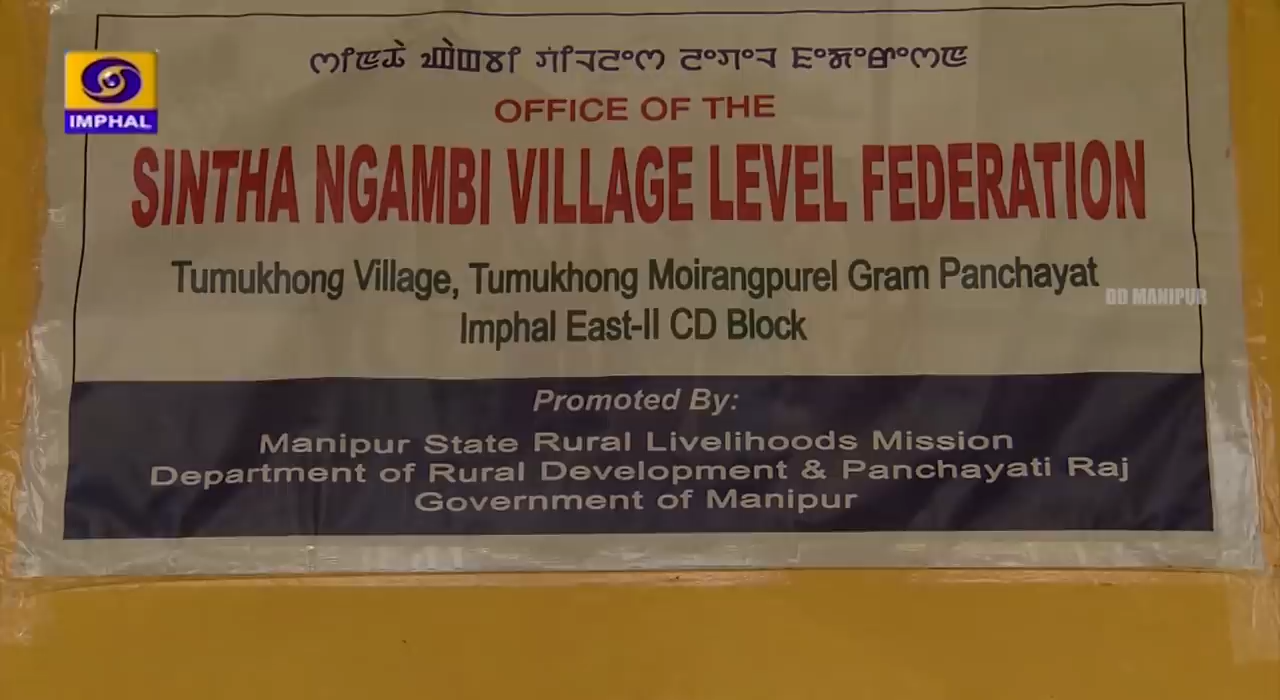 OFFICE OF THE
SINTHA NGAMBI VILLAGE LEVEL FEDERATION
Tumukhong Village, Tumukhong Moirangpurel Gram Panchayat
Imphal East-II CD Block
Promoted By:
Manipur State Rural Livelihoods Mission
Department of Rural Development & Panchayati Raj
Government of Manipur
IMPHAL
DD MANIPUR